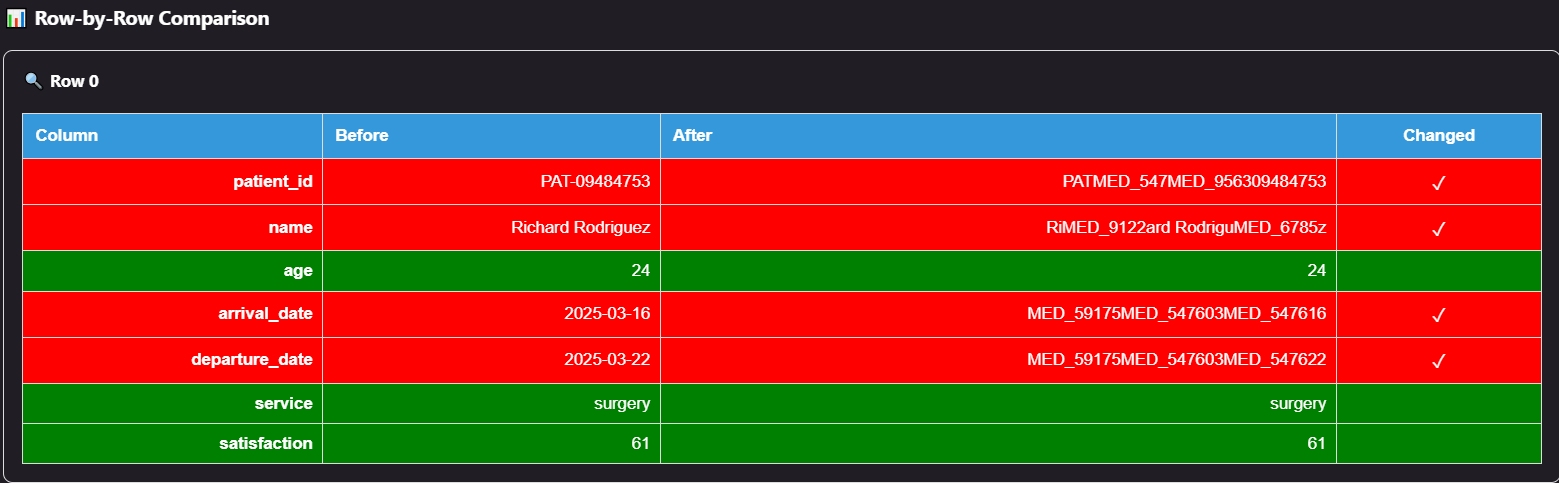 📊 Row-by-Row Comparison
🔍 Row 0
Column Before After Changed
patient_id PAT-09484753 PATMED_547MED_956309484753 ✓
name Richard Rodriguez RiMED_9122ard RodriguMED_6785z ✓
age 24 24
arrival_date 2025-03-16 MED_59175MED_547603MED_547616 ✓
departure_date 2025-03-22 MED_59175MED_547603MED_547622 ✓
service surgery surgery
satisfaction 61 61